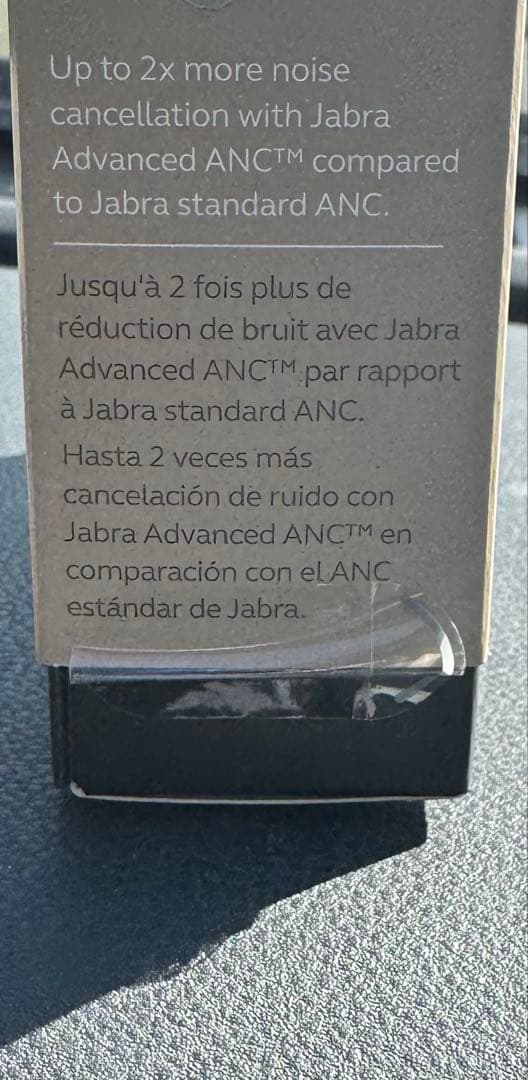 Up to 2x more noise
cancellation with Jabra
Advanced ANC™ compared
to Jabra standard ANC.
Jusqu'à 2 fois plus de
réduction de bruit avec Jabra
Advanced ANC™ par rapport
à Jabra standard ANC.
Hasta 2 veces más
cancelación de ruido con
Jabra Advanced ANC™ en
comparación con el ANC
estándar de Jabra.